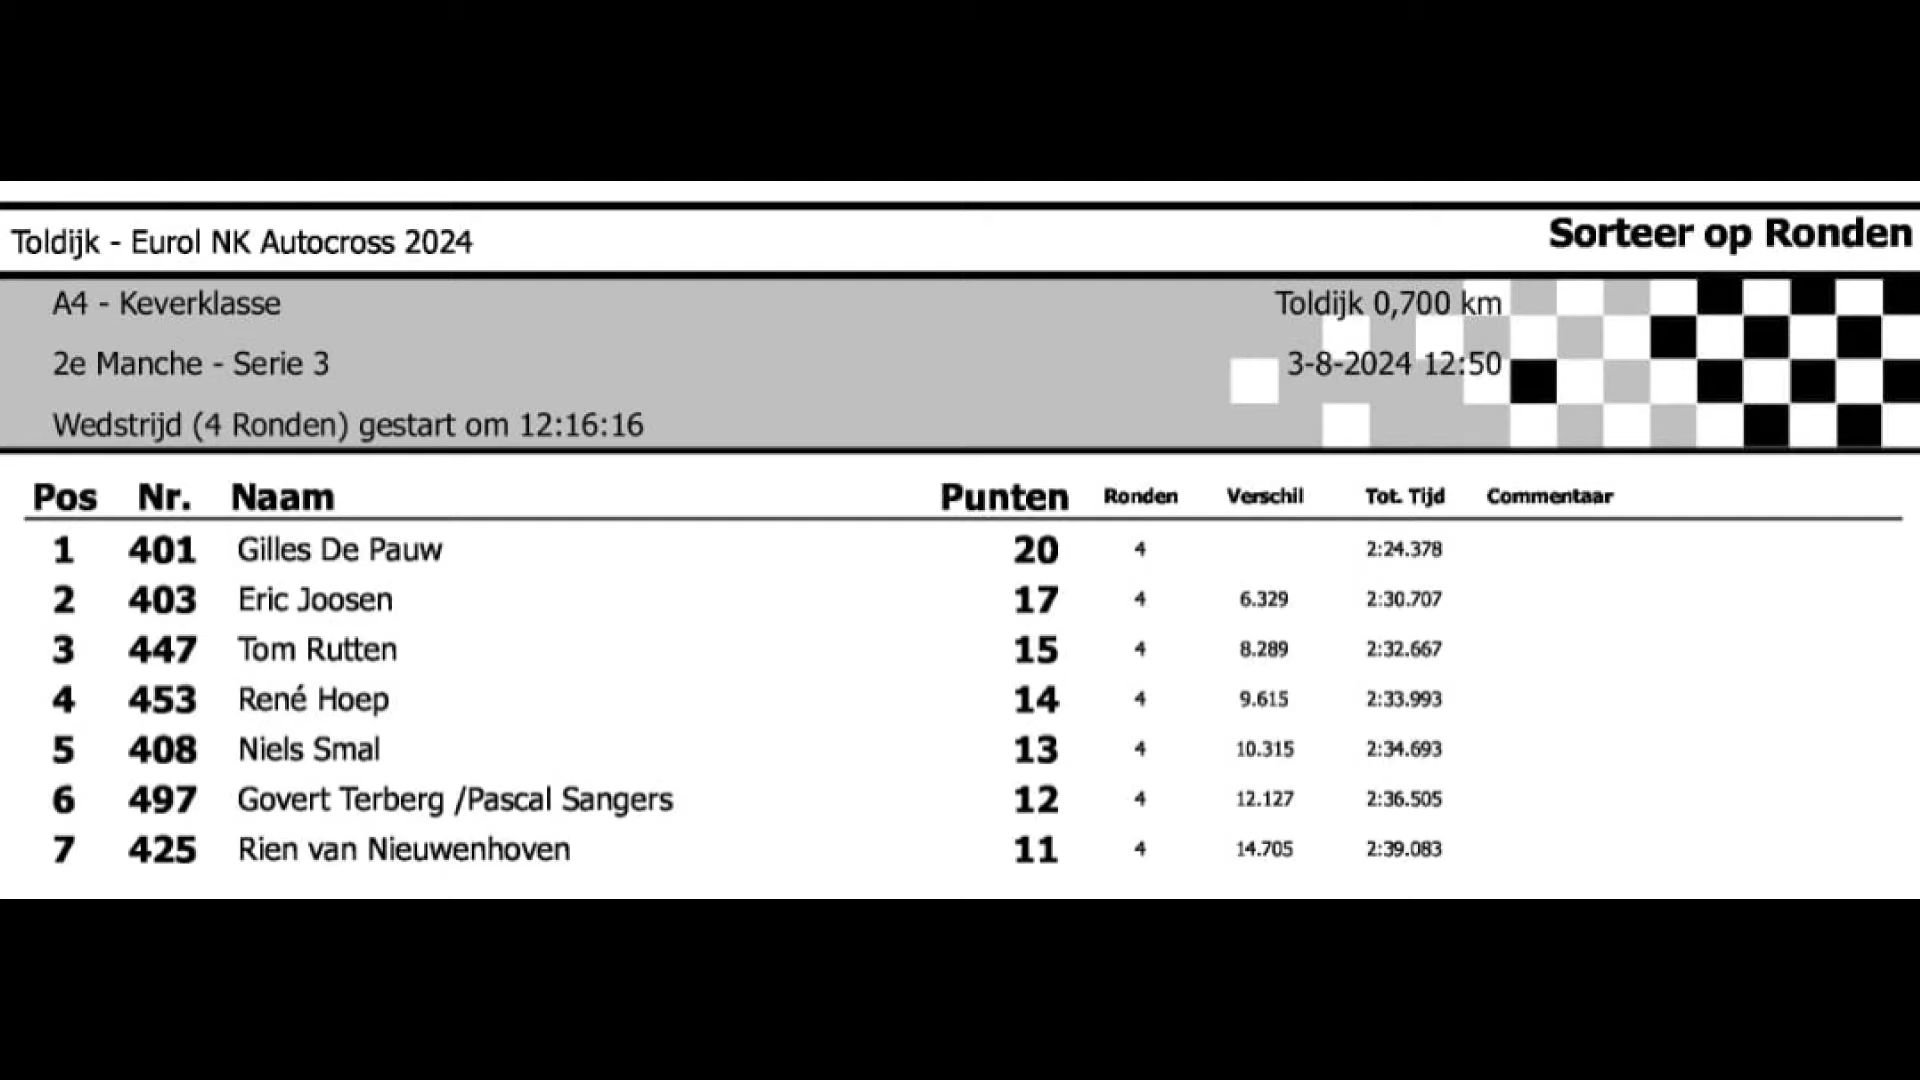 Toldijk - Eurol NK Autocross 2024 Sorteer op Ronden
A4 - Keverklasse Toldijk 0,700 km
2e Manche - Serie 3 3-8-2024 12:50
Wedstrijd (4 Ronden) gestart om 12:16:16
Pos Nr. Naam Punten Ronden Verschil Tot. Tijd Commentaar
1 401 Gilles De Pauw 20 4 2:24.378
2 403 Eric Joosen 17 4 6.329 2:30.707
3 447 Tom Rutten 15 4 8.289 2:32.667
4 453 René Hoep 14 4 9.615 2:33.993
5 408 Niels Smal 13 4 10.315 2:34.693
6 497 Govert Terberg /Pascal Sangers 12 4 12.127 2:36.505
7 425 Rien van Nieuwenhoven 11 4 14.705 2:39.083